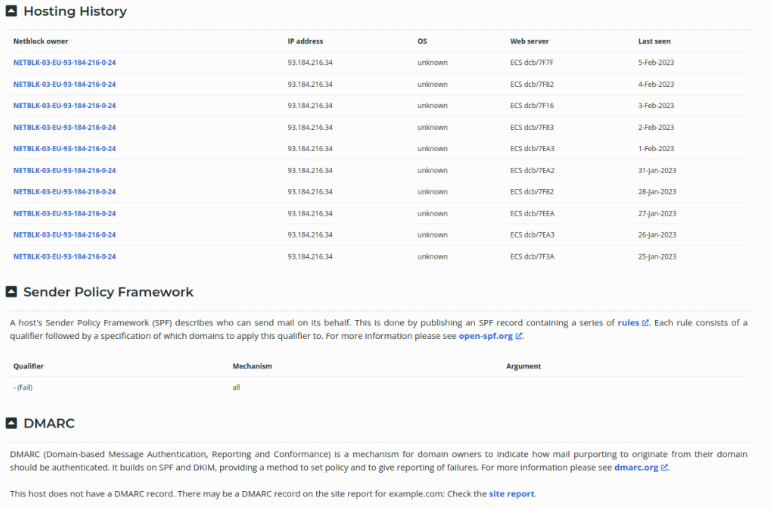 Hosting History
Netblock owner IP address OS Web server Last seen
NETBLK-03-EU-93-184-216-0-24 93.184.216.34 unknown ECS dcb/7F7F 5-Feb-2023
NETBLK-03-EU-93-184-216-0-24 93.184.216.34 unknown ECS dcb/7F82 4-Feb-2023
NETBLK-03-EU-93-184-216-0-24 93.184.216.34 unknown ECS dcb/7F16 3-Feb-2023
NETBLK-03-EU-93-184-216-0-24 93.184.216.34 unknown ECS dcb/7F83 2-Feb-2023
NETBLK-03-EU-93-184-216-0-24 93.184.216.34 unknown ECS dcb/7EA3 1-Feb-2023
NETBLK-03-EU-93-184-216-0-24 93.184.216.34 unknown ECS dcb/7EA2 31-Jan-2023
NETBLK-03-EU-93-184-216-0-24 93.184.216.34 unknown ECS dcb/7F82 28-Jan-2023
NETBLK-03-EU-93-184-216-0-24 93.184.216.34 unknown ECS dcb/7EEA 27-Jan-2023
NETBLK-03-EU-93-184-216-0-24 93.184.216.34 unknown ECS dcb/7EA3 26-Jan-2023
NETBLK-03-EU-93-184-216-0-24 93.184.216.34 unknown ECS dcb/7F3A 25-Jan-2023
Sender Policy Framework
A host's Sender Policy Framework (SPF) describes who can send mail on its behalf. This is done by publishing an SPF record containing a series of rules. Each rule consists of a
qualifier followed by a specification of which domains to apply this qualifier to. For more information please see open-spf.org.
Qualifier Mechanism Argument
- (Fail) all
DMARC
DMARC (Domain-based Message Authentication, Reporting and Conformance) is a mechanism for domain owners to indicate how mail purporting to originate from their domain
should be authenticated. It builds on SPF and DKIM, providing a method to set policy and to give reporting of failures. For more information please see dmarc.org.
This host does not have a DMARC record. There may be a DMARC record on the site report for example.com: Check the site report.